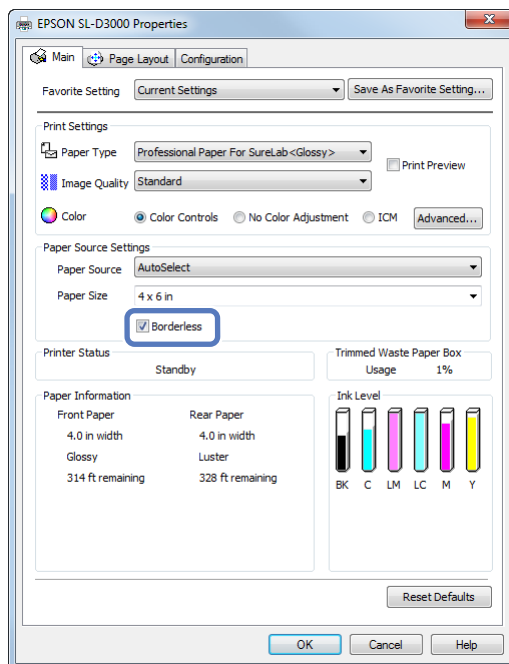 EPSON SL-D3000 Properties
Main Page Layout Configuration
Favorite Setting Current Settings Save As Favorite Setting...
Print Settings
Paper Type Professional Paper For SureLab<Glossy>
Print Preview
Image Quality Standard
Color Color Controls No Color Adjustment ICM Advanced...
Paper Source Settings
Paper Source AutoSelect
Paper Size 4 x 6 in
Borderless
Printer Status Trimmed Waste Paper Box
Standby Usage 1%
Paper Information Ink Level
Front Paper Rear Paper
4.0 in width 4.0 in width
Glossy Luster
314 ft remaining 328 ft remaining
BK C LM LC M Y
Reset Defaults
OK Cancel Help